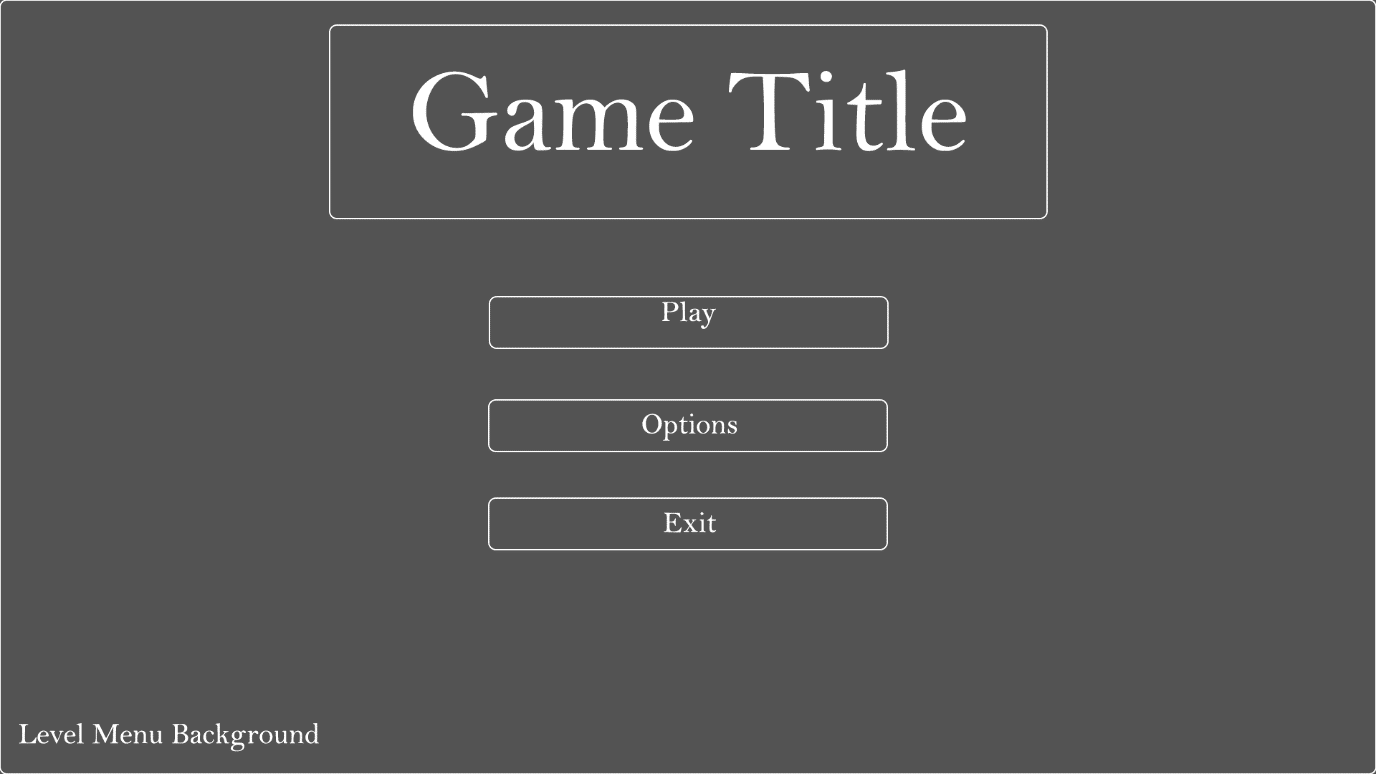 Game Title
Play
Options
Exit
Level Menu Background